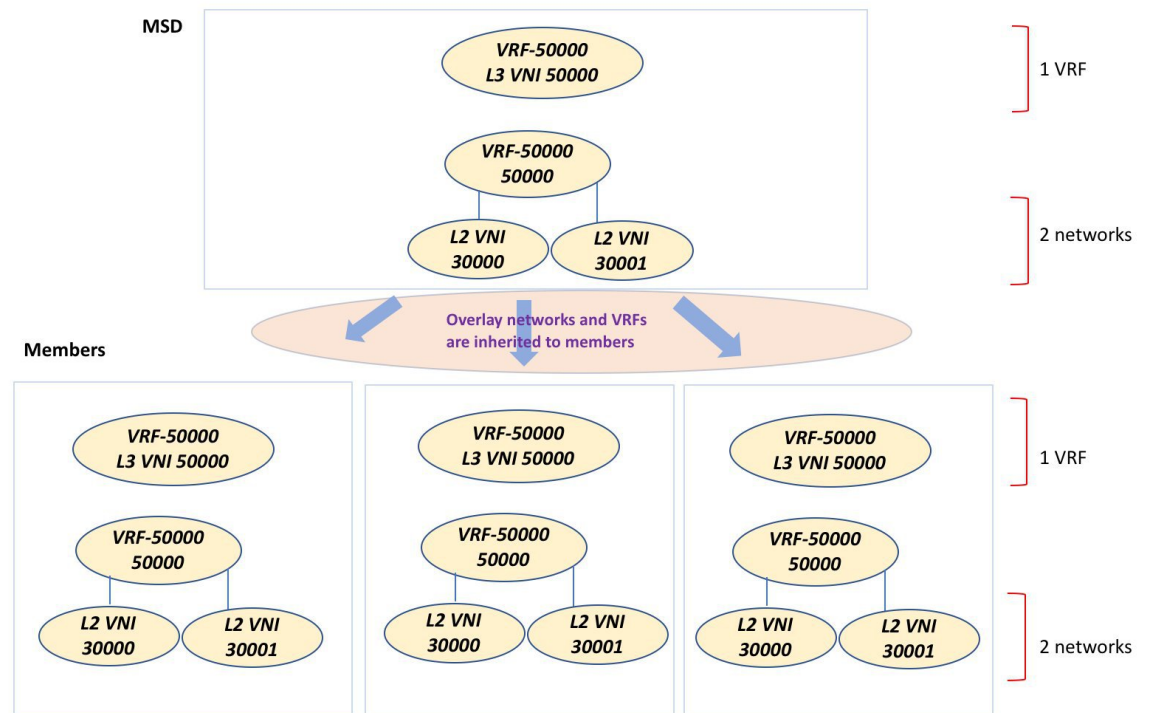 MSD
VRF-50000
L3 VNI 50000
1 VRF
VRF-50000
50000
L2 VNI
30000
L2 VNI
30001
2 networks
Overlay networks and VRFs
are inherited to members
Members
VRF-50000
L3 VNI 50000
VRF-50000
L3 VNI 50000
VRF-50000
L3 VNI 50000
1 VRF
VRF-50000
50000
VRF-50000
50000
VRF-50000
50000
L2 VNI
30000
L2 VNI
30001
L2 VNI
30000
L2 VNI
30001
L2 VNI
30000
L2 VNI
30001
2 networks